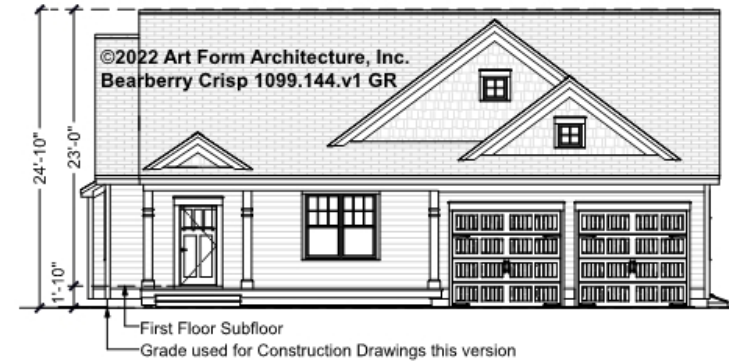 ©2022 Art Form Architecture, Inc.
Bearberry Crisp 1099.144.v1 GR
24'-10"
23'-0"
1'-10"
First Floor Subfloor
Grade used for Construction Drawings this version